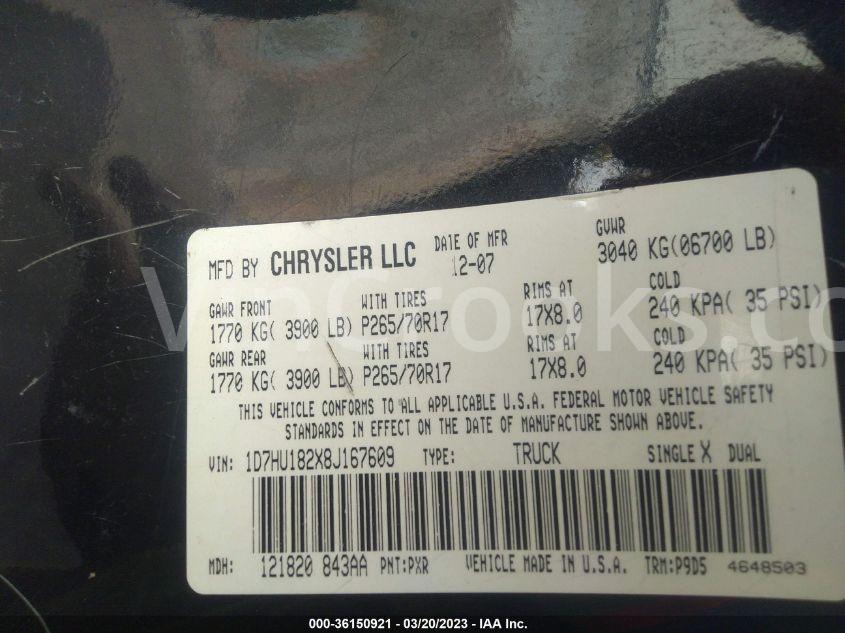 MFD BY CHRYSLER LLC DATE OF MFR 12-07 GVWR 3040 KG(06700 LB)
GAWR FRONT WITH TIRES RIMS AT COLD
1770 KG( 3900 LB) P265/70R17 17X8.0 240 KPA( 35 PSI)
GAWR REAR WITH TIRES RIMS AT COLD
1770 KG( 3900 LB) P265/70R17 17X8.0 240 KPA( 35 PSI)
THIS VEHICLE CONFORMS TO ALL APPLICABLE U.S.A. FEDERAL MOTOR VEHICLE SAFETY
STANDARDS IN EFFECT ON THE DATE OF MANUFACTURE SHOWN ABOVE.
VIN: 1D7HU182X8J167609 TYPE: TRUCK SINGLE X DUAL
MDH: 121820 843AA PNT:PXR VEHICLE MADE IN U.S.A. TRM:P9D5 4648503
VinCrooks.co
000-36150921 - 03/20/2023 - IAA Inc.